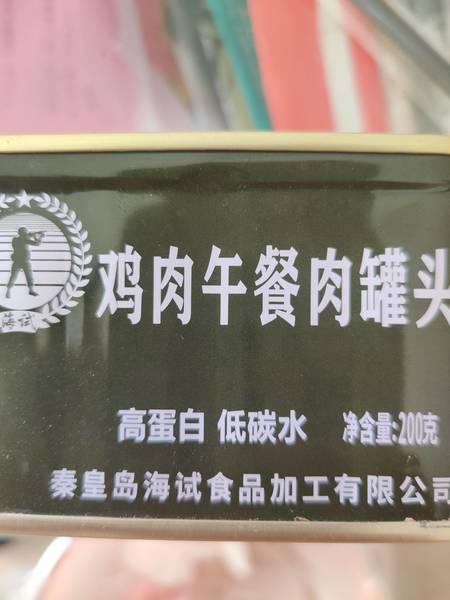 鸡肉午餐肉罐头
高蛋白 低碳水 净含量:200克
秦皇岛海试食品加工有限公司